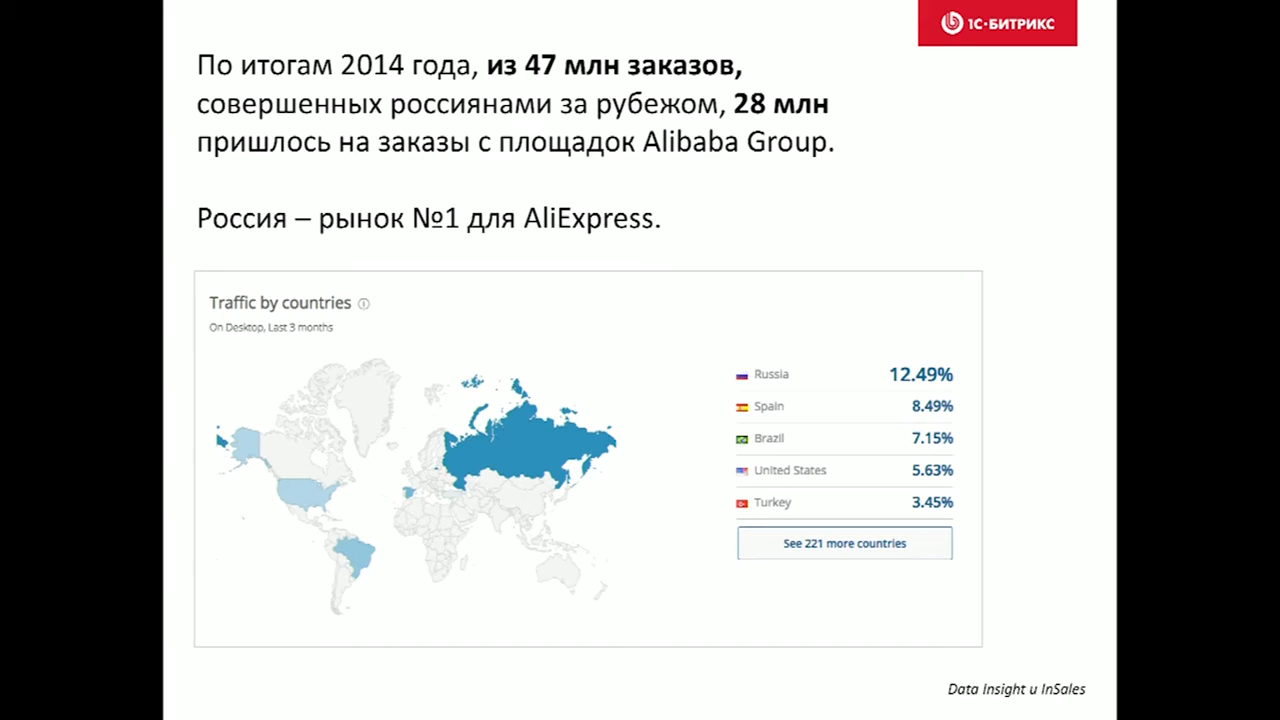 1С-БИТРИКС
По итогам 2014 года, из 47 млн заказов,
совершенных россиянами за рубежом, 28 млн
пришлось на заказы с площадок Alibaba Group.
Россия – рынок №1 для AliExpress.
Traffic by countries
On Desktop, Last 3 months
Russia 12.49%
Spain 8.49%
Brazil 7.15%
United States 5.63%
Turkey 3.45%
See 221 more countries
Data Insight и InSales